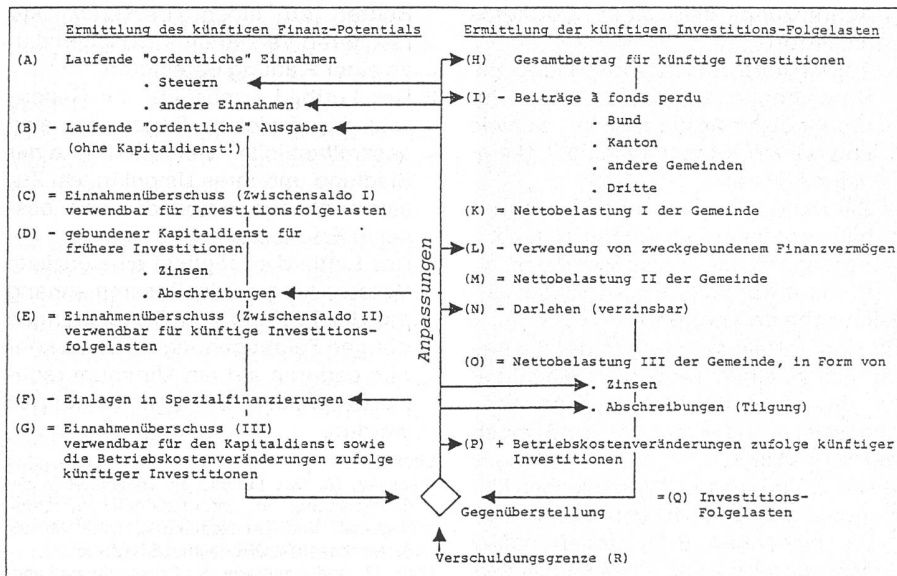 Ermittlung des künftigen Finanz-Potentials
(A) Laufende "ordentliche" Einnahmen
. Steuern
. andere Einnahmen
(B) - Laufende "ordentliche" Ausgaben
(ohne Kapitaldienst!)
(C) = Einnahmenüberschuss (Zwischensaldo I)
verwendbar für Investitionsfolgelasten
(D) - gebundener Kapitaldienst für
frühere Investitionen
. Zinsen
. Abschreibungen
(E) = Einnahmenüberschuss (Zwischensaldo II)
verwendbar für künftige Investitions-
folgelasten
(F) - Einlagen in Spezialfinanzierungen
(G) = Einnahmenüberschuss (III)
verwendbar für den Kapitaldienst sowie
die Betriebskostenveränderungen zufolge
künftiger Investitionen
Anpassungen
Ermittlung der künftigen Investitions-Folgelasten
(H) Gesamtbetrag für künftige Investitionen
(I) - Beiträge à fonds perdu
. Bund
. Kanton
. andere Gemeinden
. Dritte
(K) = Nettobelastung I der Gemeinde
(L) - Verwendung von zweckgebundenem Finanzvermögen
(M) = Nettobelastung II der Gemeinde
(N) - Darlehen (verzinsbar)
(O) = Nettobelastung III der Gemeinde, in Form von
. Zinsen
. Abschreibungen (Tilgung)
(P) + Betriebskostenveränderungen zufolge künftiger
Investitionen
=(Q) Investitions-
Folgelasten
Gegenüberstellung
Verschuldungsgrenze (R)